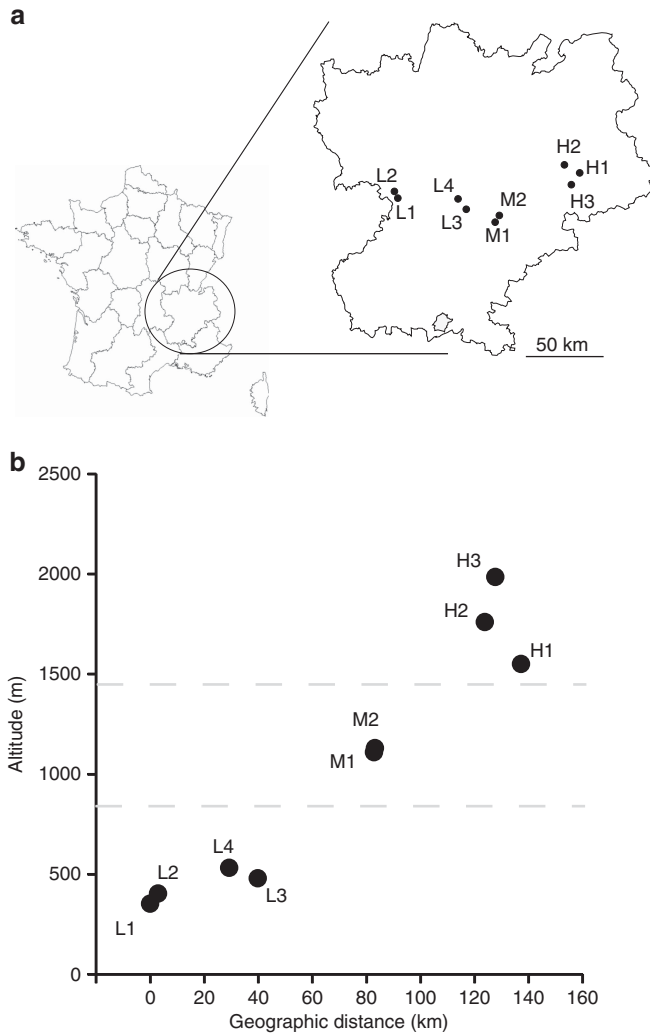 a
H2
H1
L2
L4
M2
H3
L1
L3
M1
50 km
b
2500
H3
2000
H2
H1
1500
M2
M1
1000
L4
L2
500
L3
L1
0
0 20 40 60 80 100 120 140 160
Altitude (m)
Geographic distance (km)